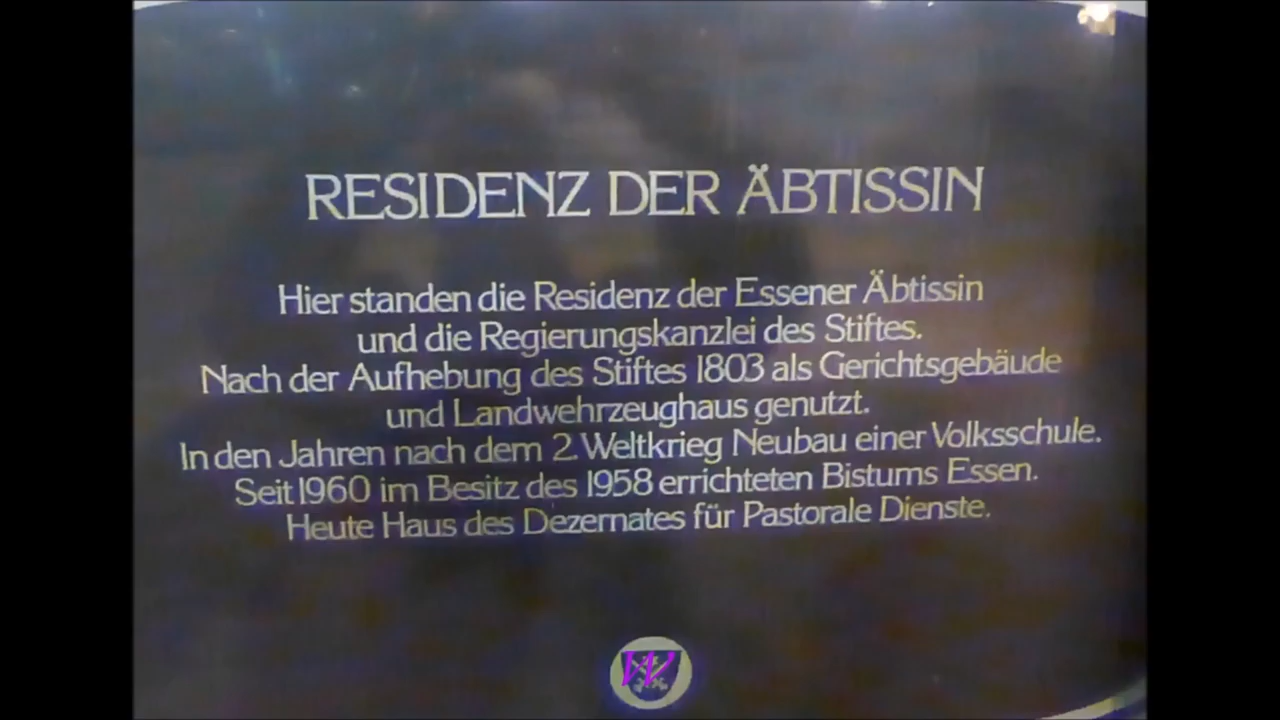 RESIDENZ DER ÄBTISSIN
Hier standen die Residenz der Essener Äbtissin
und die Regierungskanzlei des Stiftes.
Nach der Aufhebung des Stiftes 1803 als Gerichtsgebäude
und Landwehrzeughaus genutzt.
In den Jahren nach dem 2. Weltkrieg Neubau einer Volksschule.
Seit 1960 im Besitz des 1958 errichteten Bistums Essen.
Heute Haus des Dezernates für Pastorale Dienste.
W